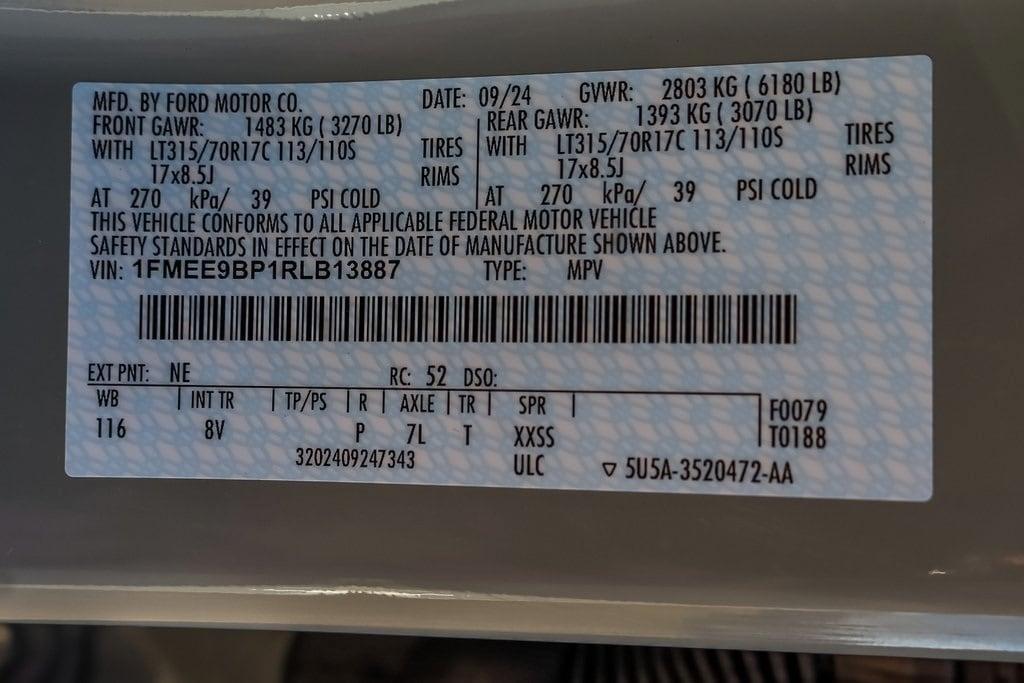 MFD. BY FORD MOTOR CO. DATE: 09/24 GVWR: 2803 KG ( 6180 LB)
FRONT GAWR: 1483 KG ( 3270 LB) REAR GAWR: 1393 KG ( 3070 LB)
WITH LT315/70R17C 113/110S TIRES WITH LT315/70R17C 113/110S TIRES
17x8.5J RIMS 17x8.5J RIMS
AT 270 kPa/ 39 PSI COLD AT 270 kPa/ 39 PSI COLD
THIS VEHICLE CONFORMS TO ALL APPLICABLE FEDERAL MOTOR VEHICLE
SAFETY STANDARDS IN EFFECT ON THE DATE OF MANUFACTURE SHOWN ABOVE.
VIN: 1FMEE9BP1RLB13887 TYPE: MPV
EXT PNT: NE RC: 52 DSO:
WB INT TR TP/PS R AXLE TR SPR F0079
116 8V P 7L T XXSS T0188
3202409247343 ULC ▽ 5U5A-3520472-AA